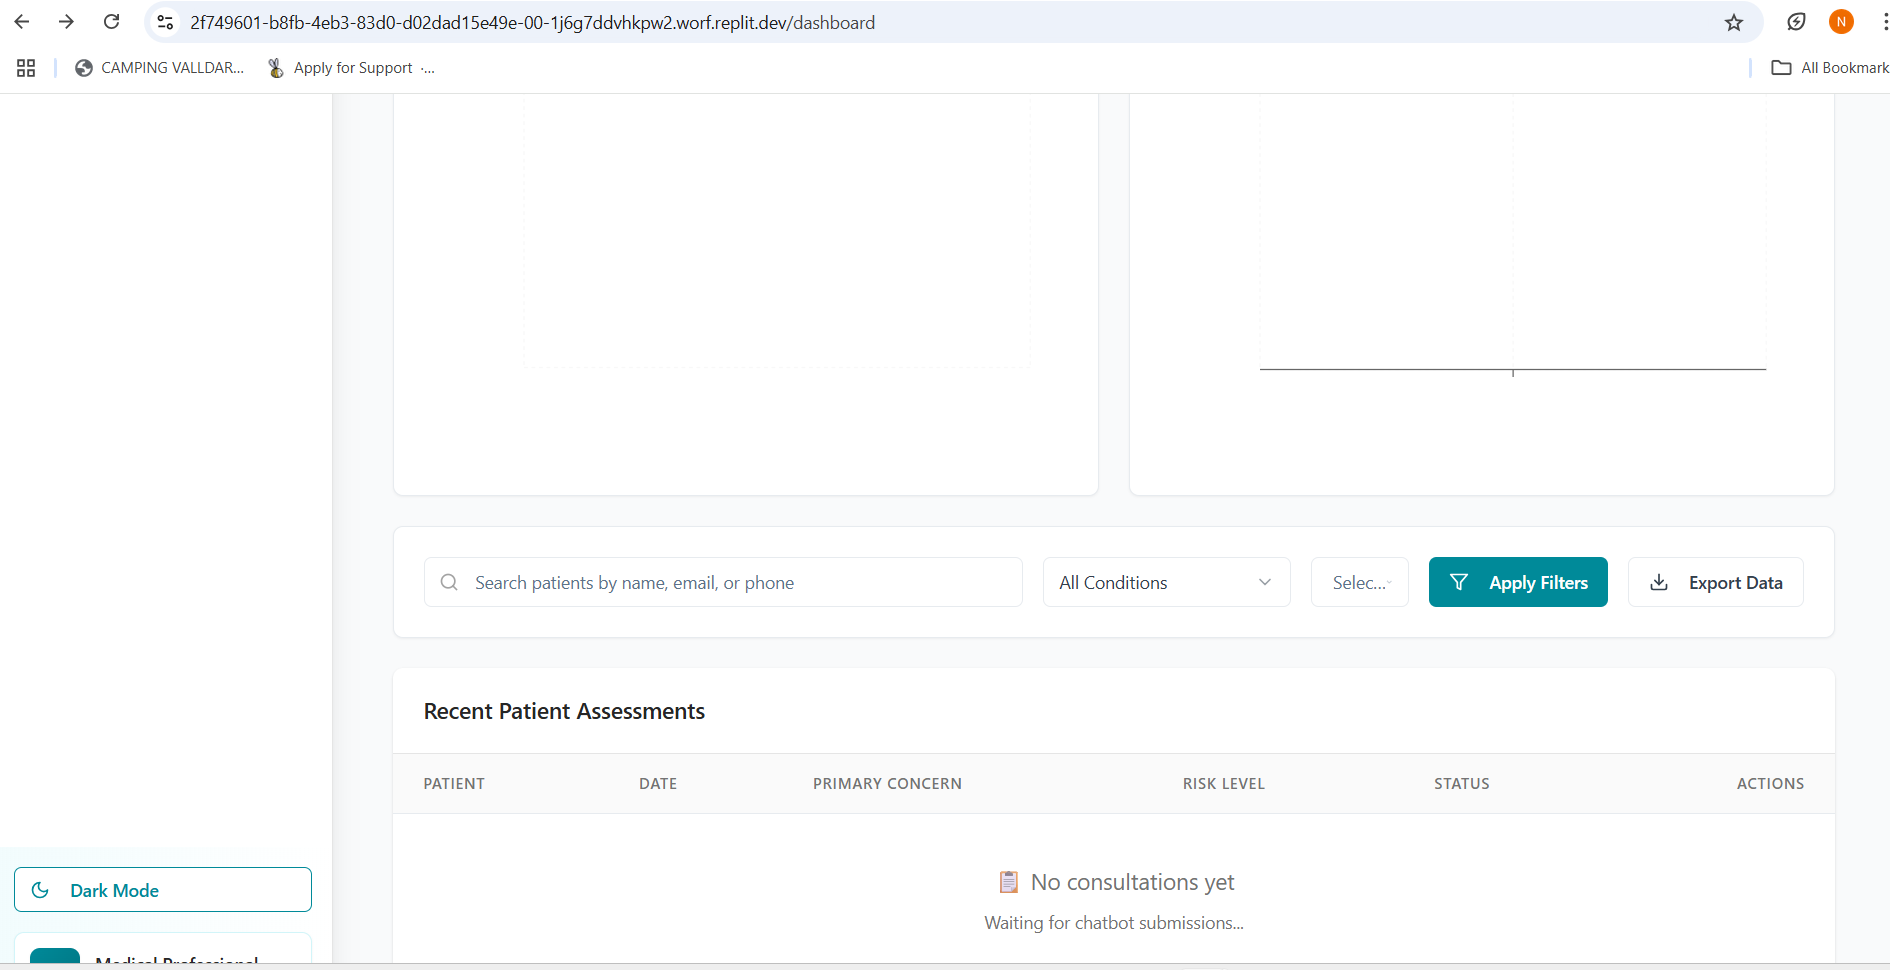 2f749601-b8fb-4eb3-83d0-d02dad15e49e-00-1j6g7ddvhkpw2.worf.replit.dev/dashboard
N
CAMPING VALLDAR...
Apply for Support ·...
All Bookmark
Search patients by name, email, or phone
All Conditions
Selec...
Apply Filters
Export Data
Recent Patient Assessments
PATIENT DATE PRIMARY CONCERN RISK LEVEL STATUS ACTIONS
No consultations yet
Waiting for chatbot submissions...
Dark Mode
Medical Professional